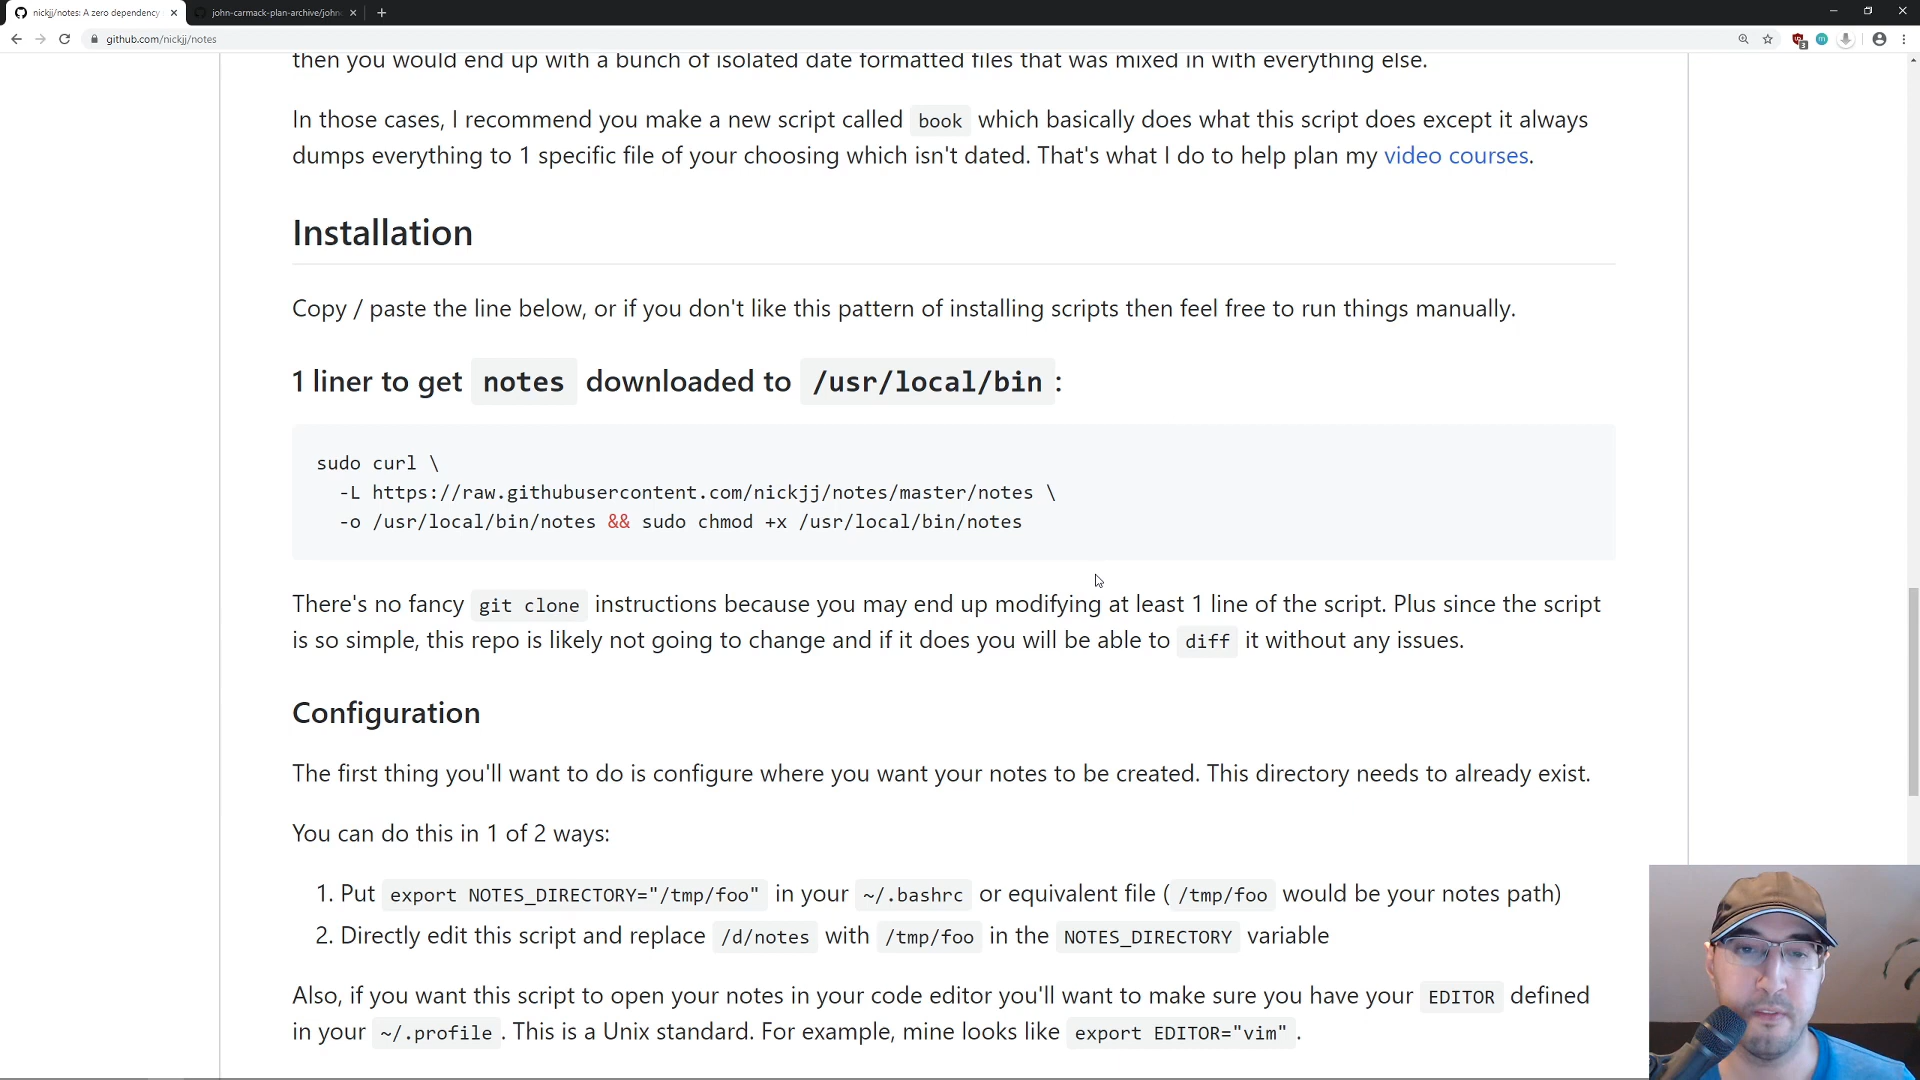 nickjj/notes: A zero dependency
john-carmack-plan-archive/john
github.com/nickjj/notes
then you would end up with a bunch of isolated date formatted files that was mixed in with everything else.
In those cases, I recommend you make a new script called book which basically does what this script does except it always
dumps everything to 1 specific file of your choosing which isn't dated. That's what I do to help plan my video courses.
Installation
Copy / paste the line below, or if you don't like this pattern of installing scripts then feel free to run things manually.
1 liner to get notes downloaded to /usr/local/bin :
sudo curl \
-L https://raw.githubusercontent.com/nickjj/notes/master/notes \
-o /usr/local/bin/notes && sudo chmod +x /usr/local/bin/notes
There's no fancy git clone instructions because you may end up modifying at least 1 line of the script. Plus since the script
is so simple, this repo is likely not going to change and if it does you will be able to diff it without any issues.
Configuration
The first thing you'll want to do is configure where you want your notes to be created. This directory needs to already exist.
You can do this in 1 of 2 ways:
1. Put export NOTES_DIRECTORY="/tmp/foo" in your ~/.bashrc or equivalent file ( /tmp/foo would be your notes path)
2. Directly edit this script and replace /d/notes with /tmp/foo in the NOTES_DIRECTORY variable
Also, if you want this script to open your notes in your code editor you'll want to make sure you have your EDITOR defined
in your ~/.profile . This is a Unix standard. For example, mine looks like export EDITOR="vim" .